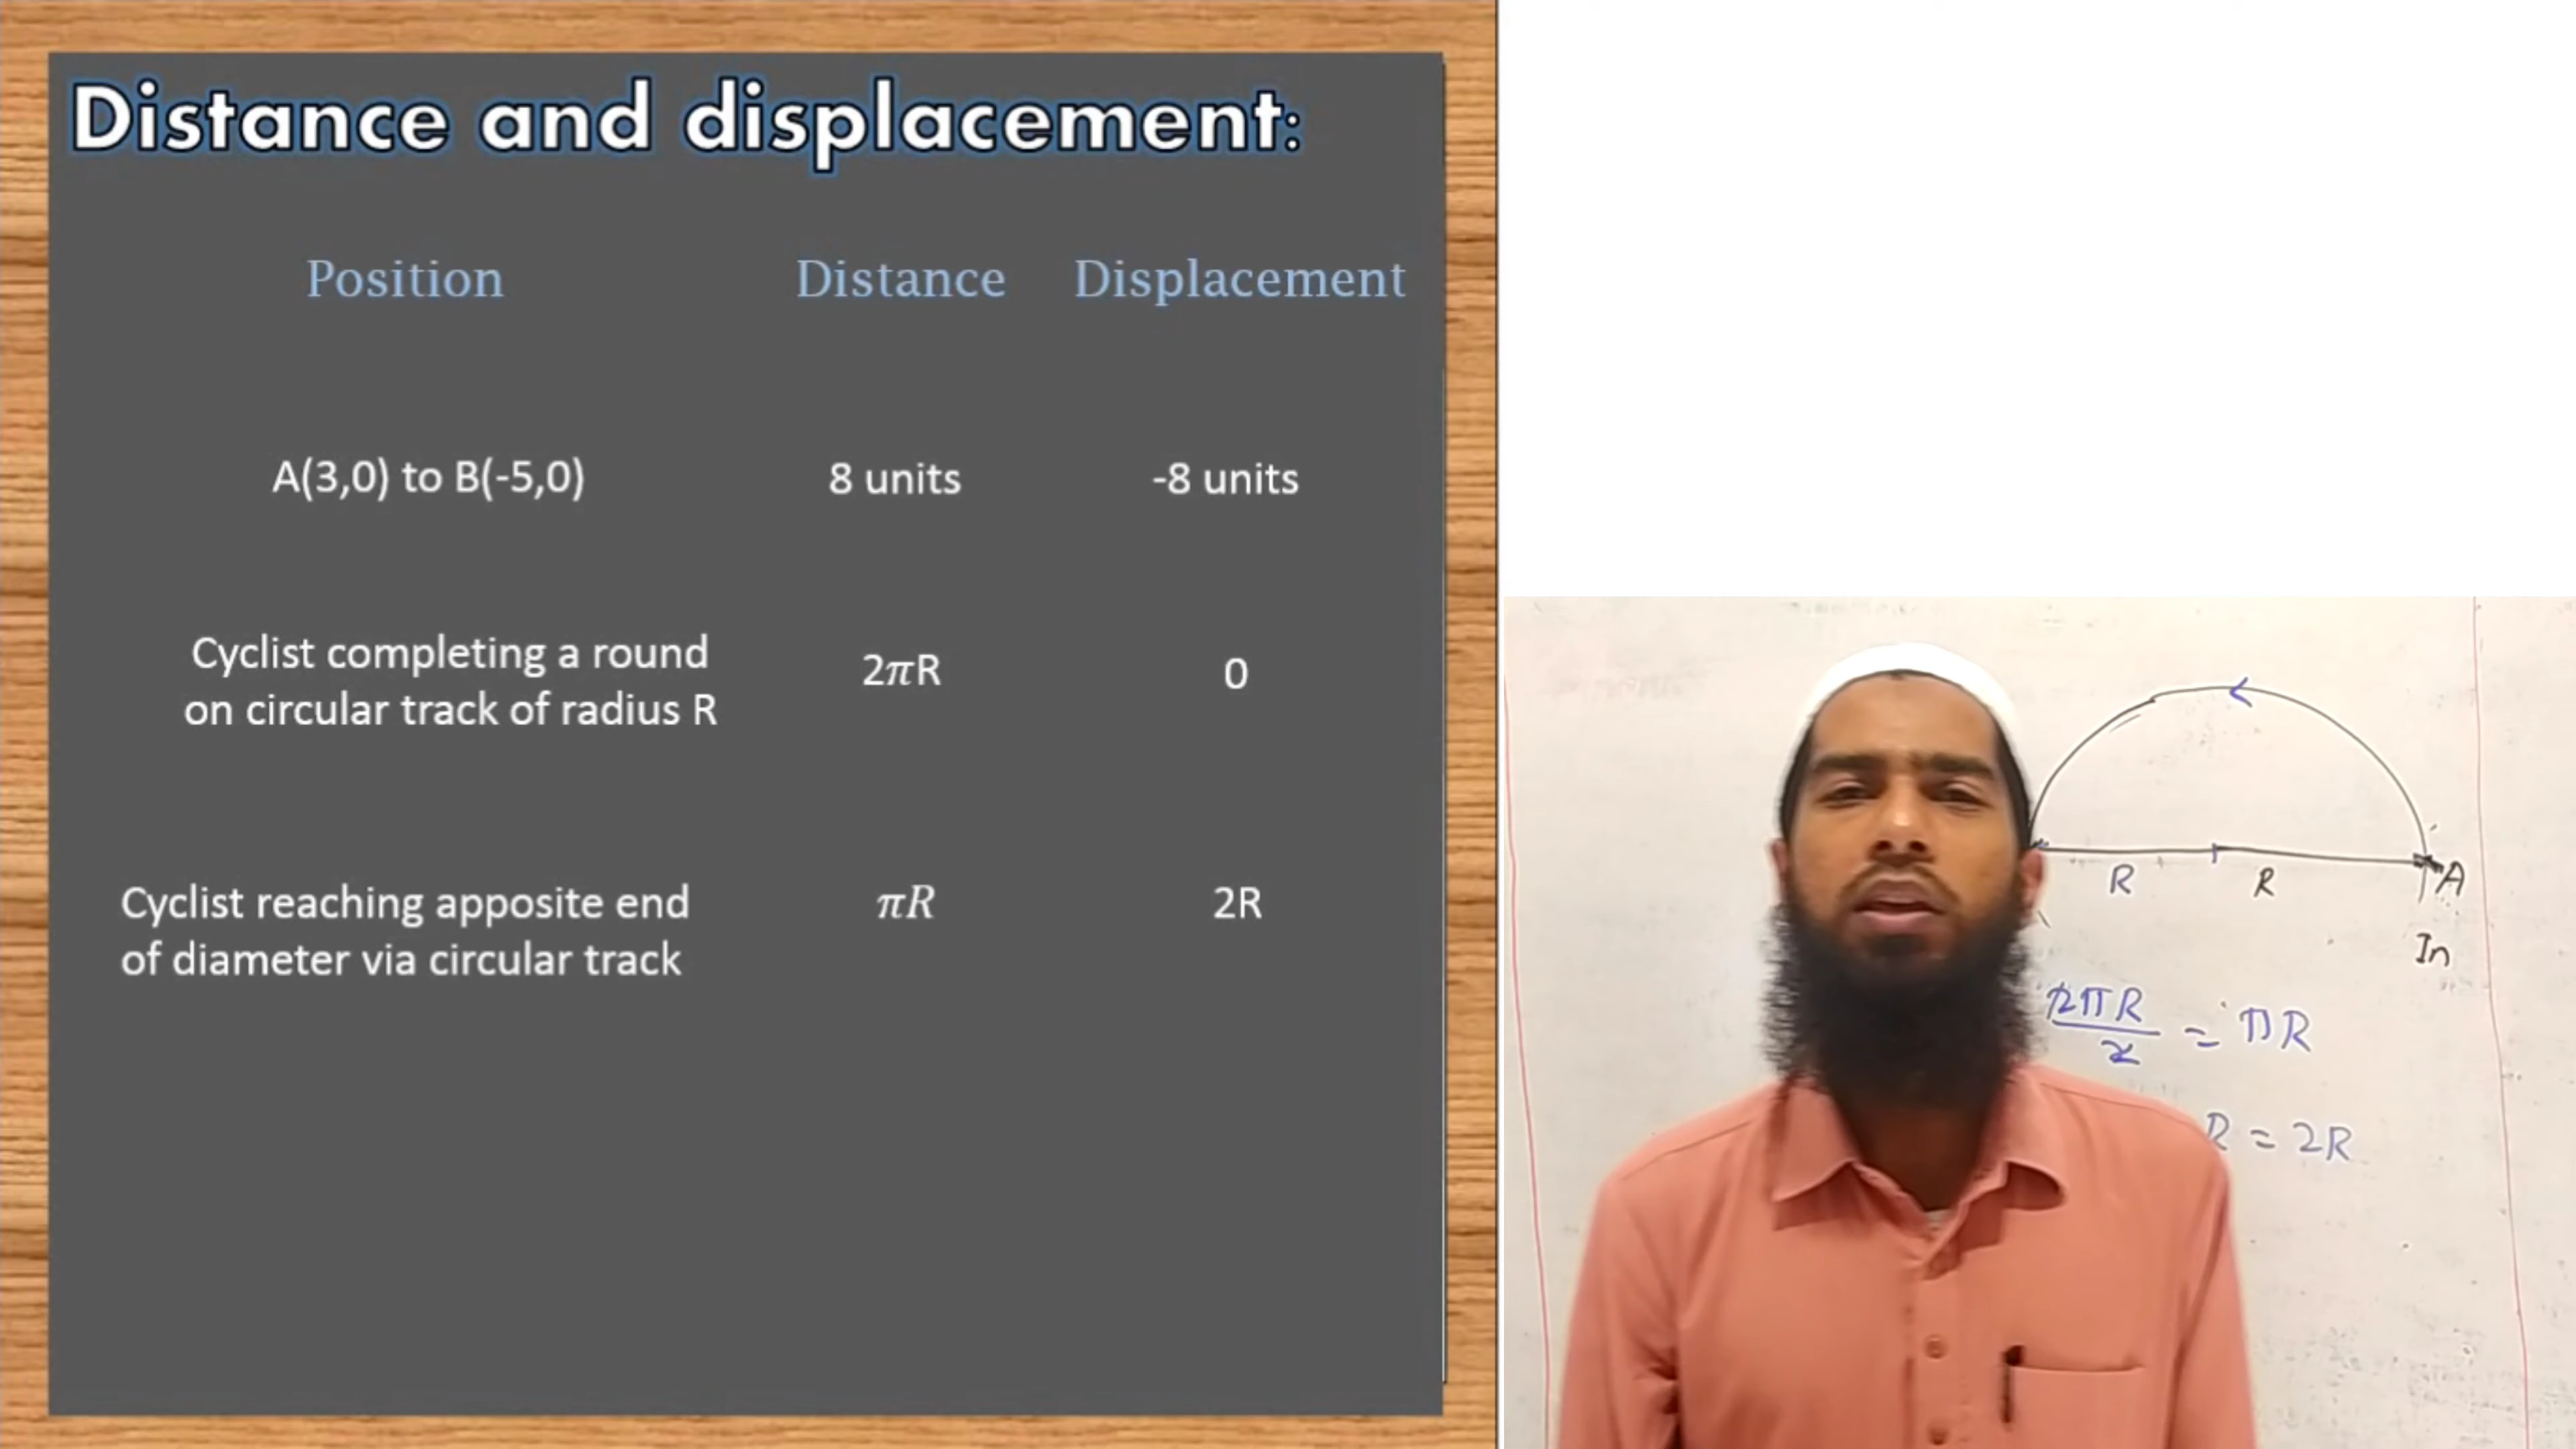 Distance and displacement:
Position Distance Displacement
A(3,0) to B(-5,0) 8 units -8 units
Cyclist completing a round
on circular track of radius R 2πR 0
Cyclist reaching apposite end
of diameter via circular track πR 2R
R R A
In
2πR/2 = πR
R = 2R